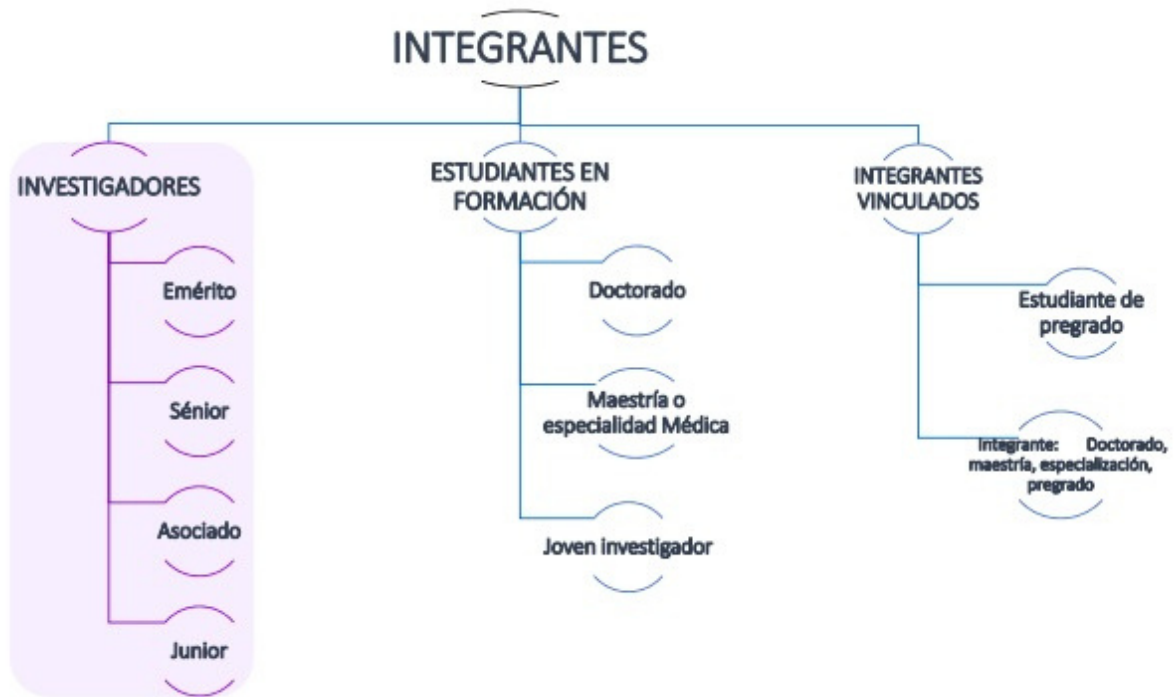 INTEGRANTES
INVESTIGADORES
Emérito
Sénior
Asociado
Junior
ESTUDIANTES EN
FORMACIÓN
Doctorado
Maestría o
especialidad Médica
Joven investigador
INTEGRANTES
VINCULADOS
Estudiante de
pregrado
Integrante: Doctorado,
maestría, especialización,
pregrado